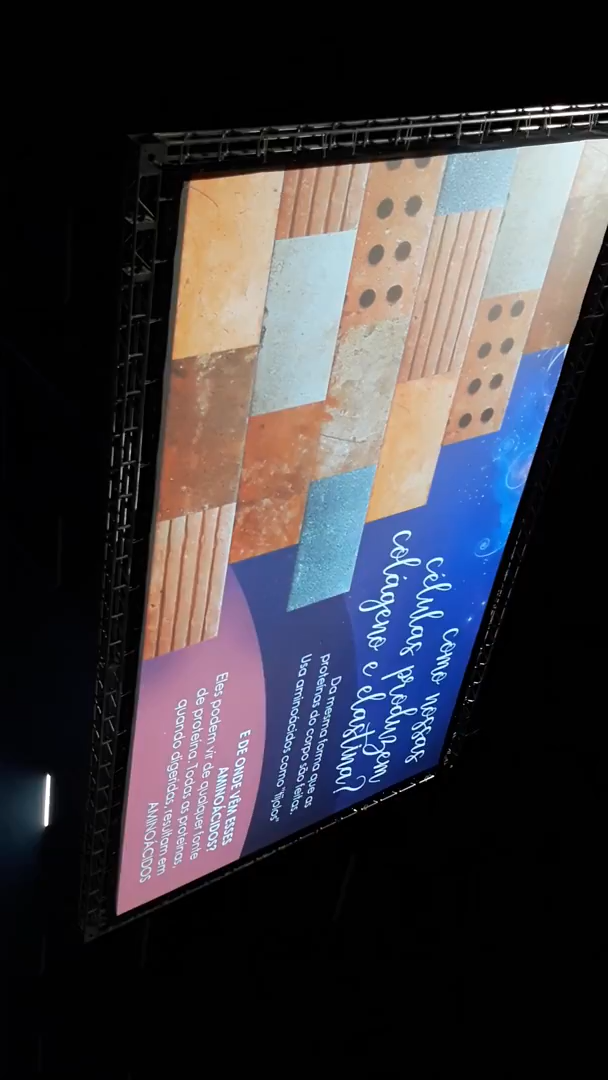 como nossas
células produzem
colágeno e elastina?
Da mesma forma que as
proteínas do corpo são feitas.
Usa aminoácidos como "tijolos"
E DE ONDE VÊM ESSES
AMINOÁCIDOS?
Eles podem vir de qualquer fonte
de proteína. Todas as proteínas,
quando digeridas, resultam em
AMINOÁCIDOS